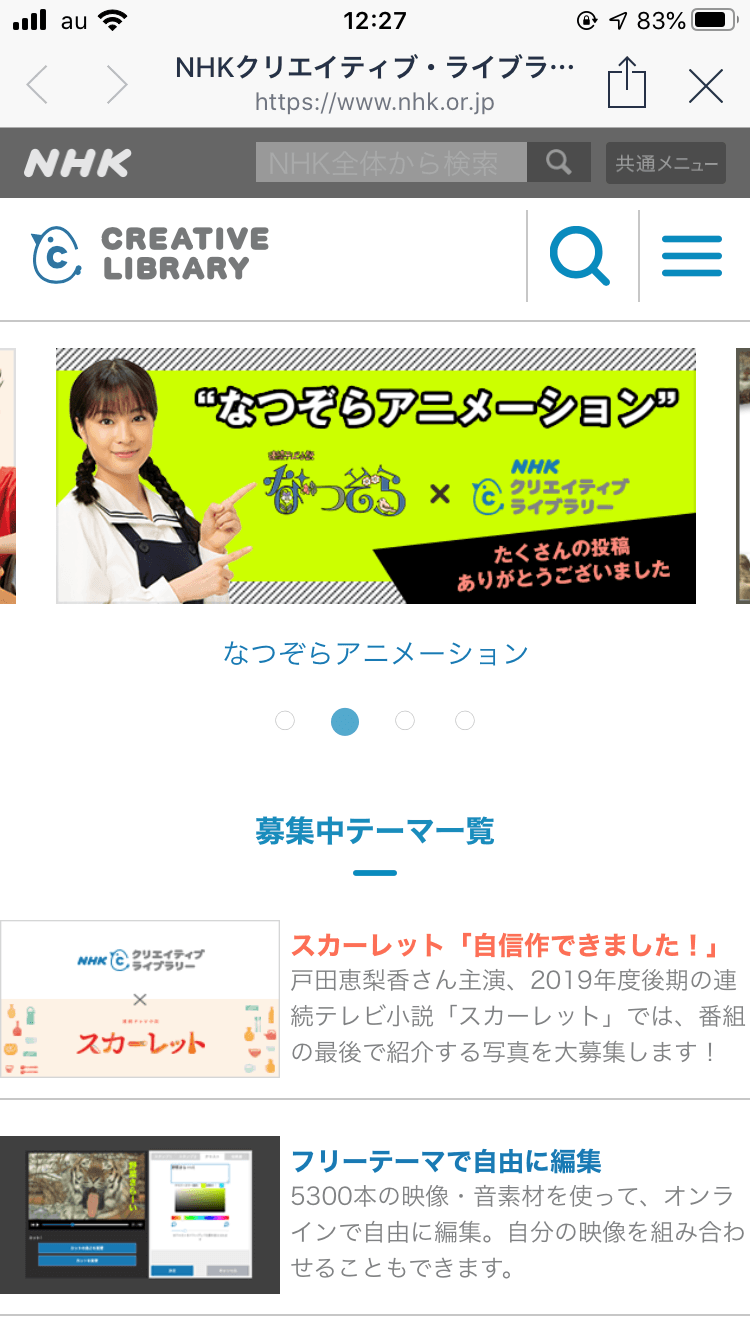 au
12:27
83%
NHKクリエイティブ・ライブラ…
https://www.nhk.or.jp
NHK
NHK全体から検索
共通メニュー
CREATIVE
LIBRARY
“なつぞらアニメーション”
連続テレビ小説
なつぞら
×
NHK
クリエイティブ
ライブラリー
たくさんの投稿
ありがとうございました
なつぞらアニメーション
募集中テーマ一覧
NHK
クリエイティブ
ライブラリー
×
スカーレット
スカーレット「自信作できました！」
戸田恵梨香さん主演、2019年度後期の連
続テレビ小説「スカーレット」では、番組
の最後で紹介する写真を大募集します！
フリーテーマで自由に編集
5300本の映像・音素材を使って、オンラ
インで自由に編集。自分の映像を組み合わ
せることもできます。